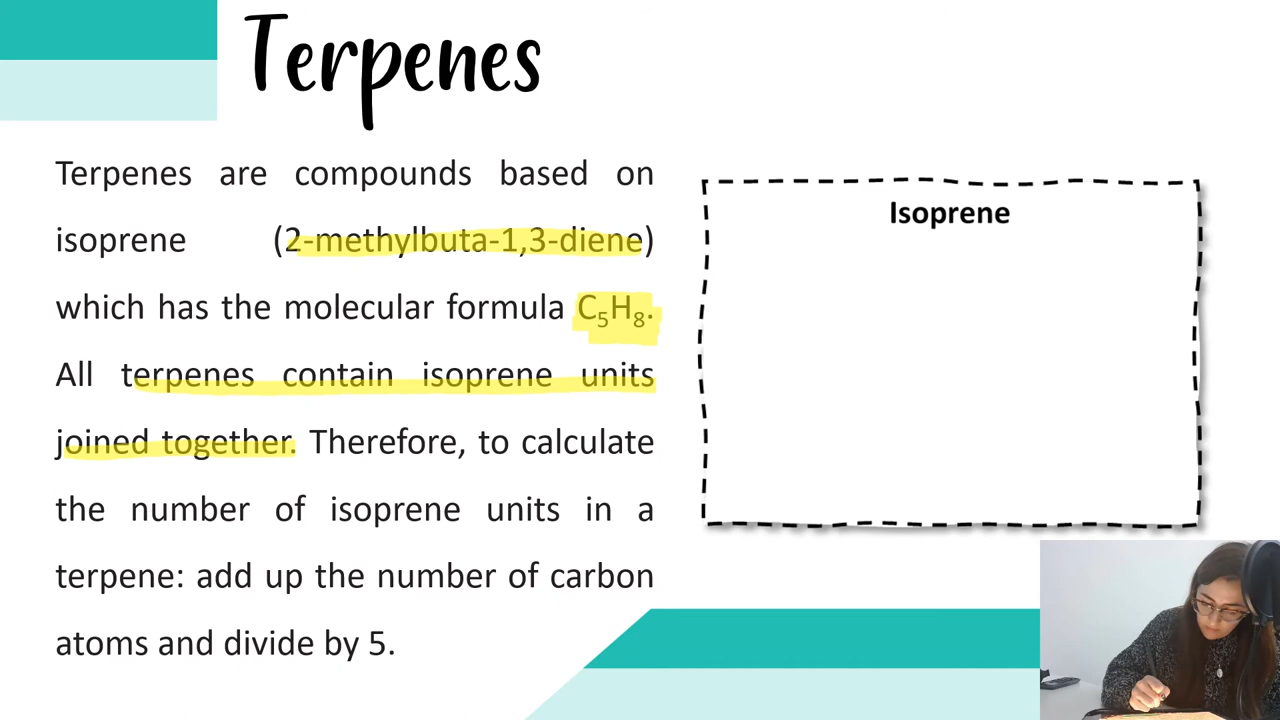 Terpenes
Terpenes are compounds based on
isoprene (2-methylbuta-1,3-diene)
which has the molecular formula C₅H₈.
All terpenes contain isoprene units
joined together. Therefore, to calculate
the number of isoprene units in a
terpene: add up the number of carbon
atoms and divide by 5.
Isoprene